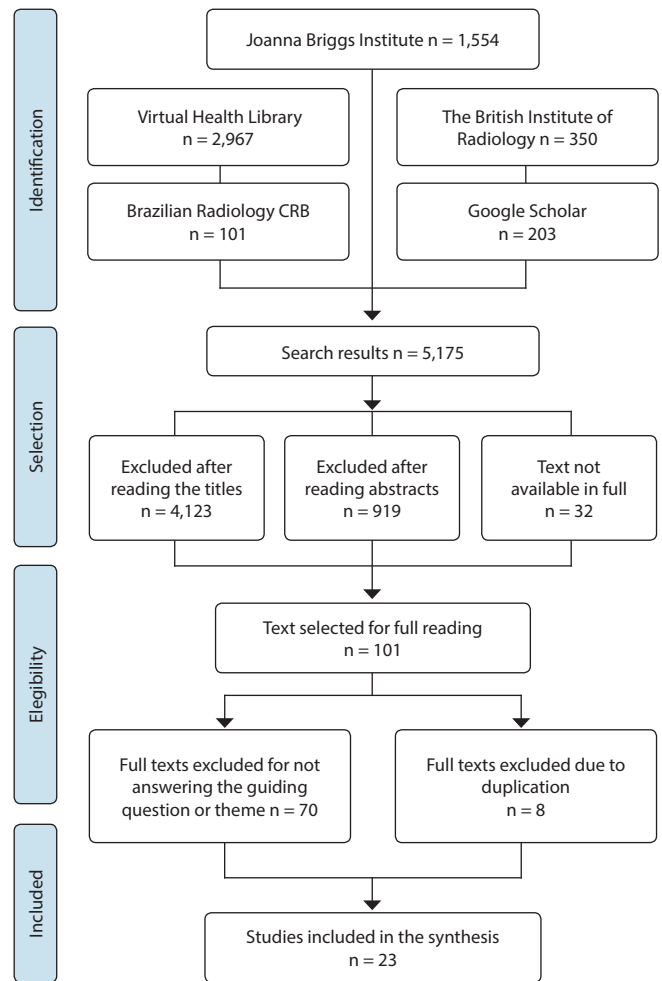 Identification
Joanna Briggs Institute n = 1,554
Virtual Health Library
n = 2,967
The British Institute of
Radiology n = 350
Brazilian Radiology CRB
n = 101
Google Scholar
n = 203
Selection
Search results n = 5,175
Excluded after
reading the titles
n = 4,123
Excluded after
reading abstracts
n = 919
Text not
available in full
n = 32
Elegibility
Text selected for full reading
n = 101
Full texts excluded for not
answering the guiding
question or theme n = 70
Full texts excluded due to
duplication
n = 8
Included
Studies included in the synthesis
n = 23